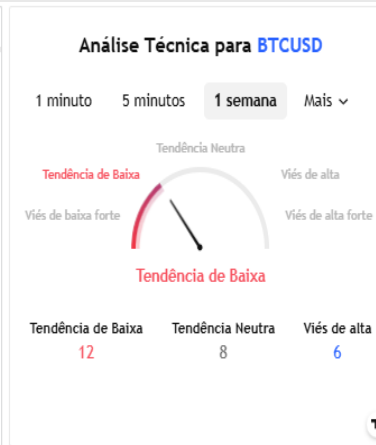 Análise Técnica para BTCUSD
1 minuto 5 minutos 1 semana Mais
Tendência Neutra
Tendência de Baixa Viés de alta
Viés de baixa forte Viés de alta forte
Tendência de Baixa
Tendência de Baixa Tendência Neutra Viés de alta
12 8 6